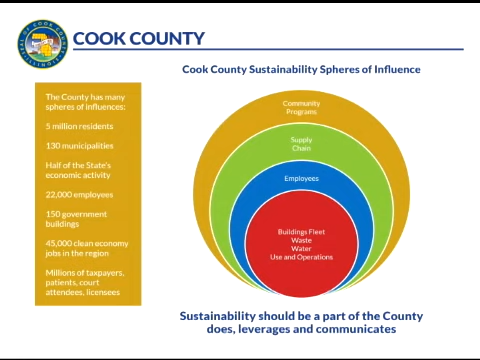 COOK COUNTY
Cook County Sustainability Spheres of Influence
The County has many
spheres of influences:
5 million residents
130 municipalities
Half of the State's
economic activity
22,000 employees
150 government
buildings
45,000 clean economy
jobs in the region
Millions of taxpayers,
patients, court
attendees, licensees
Community
Programs
Supply
Chain
Employees
Buildings Fleet
Waste
Water
Use and Operations
Sustainability should be a part of the County
does, leverages and communicates